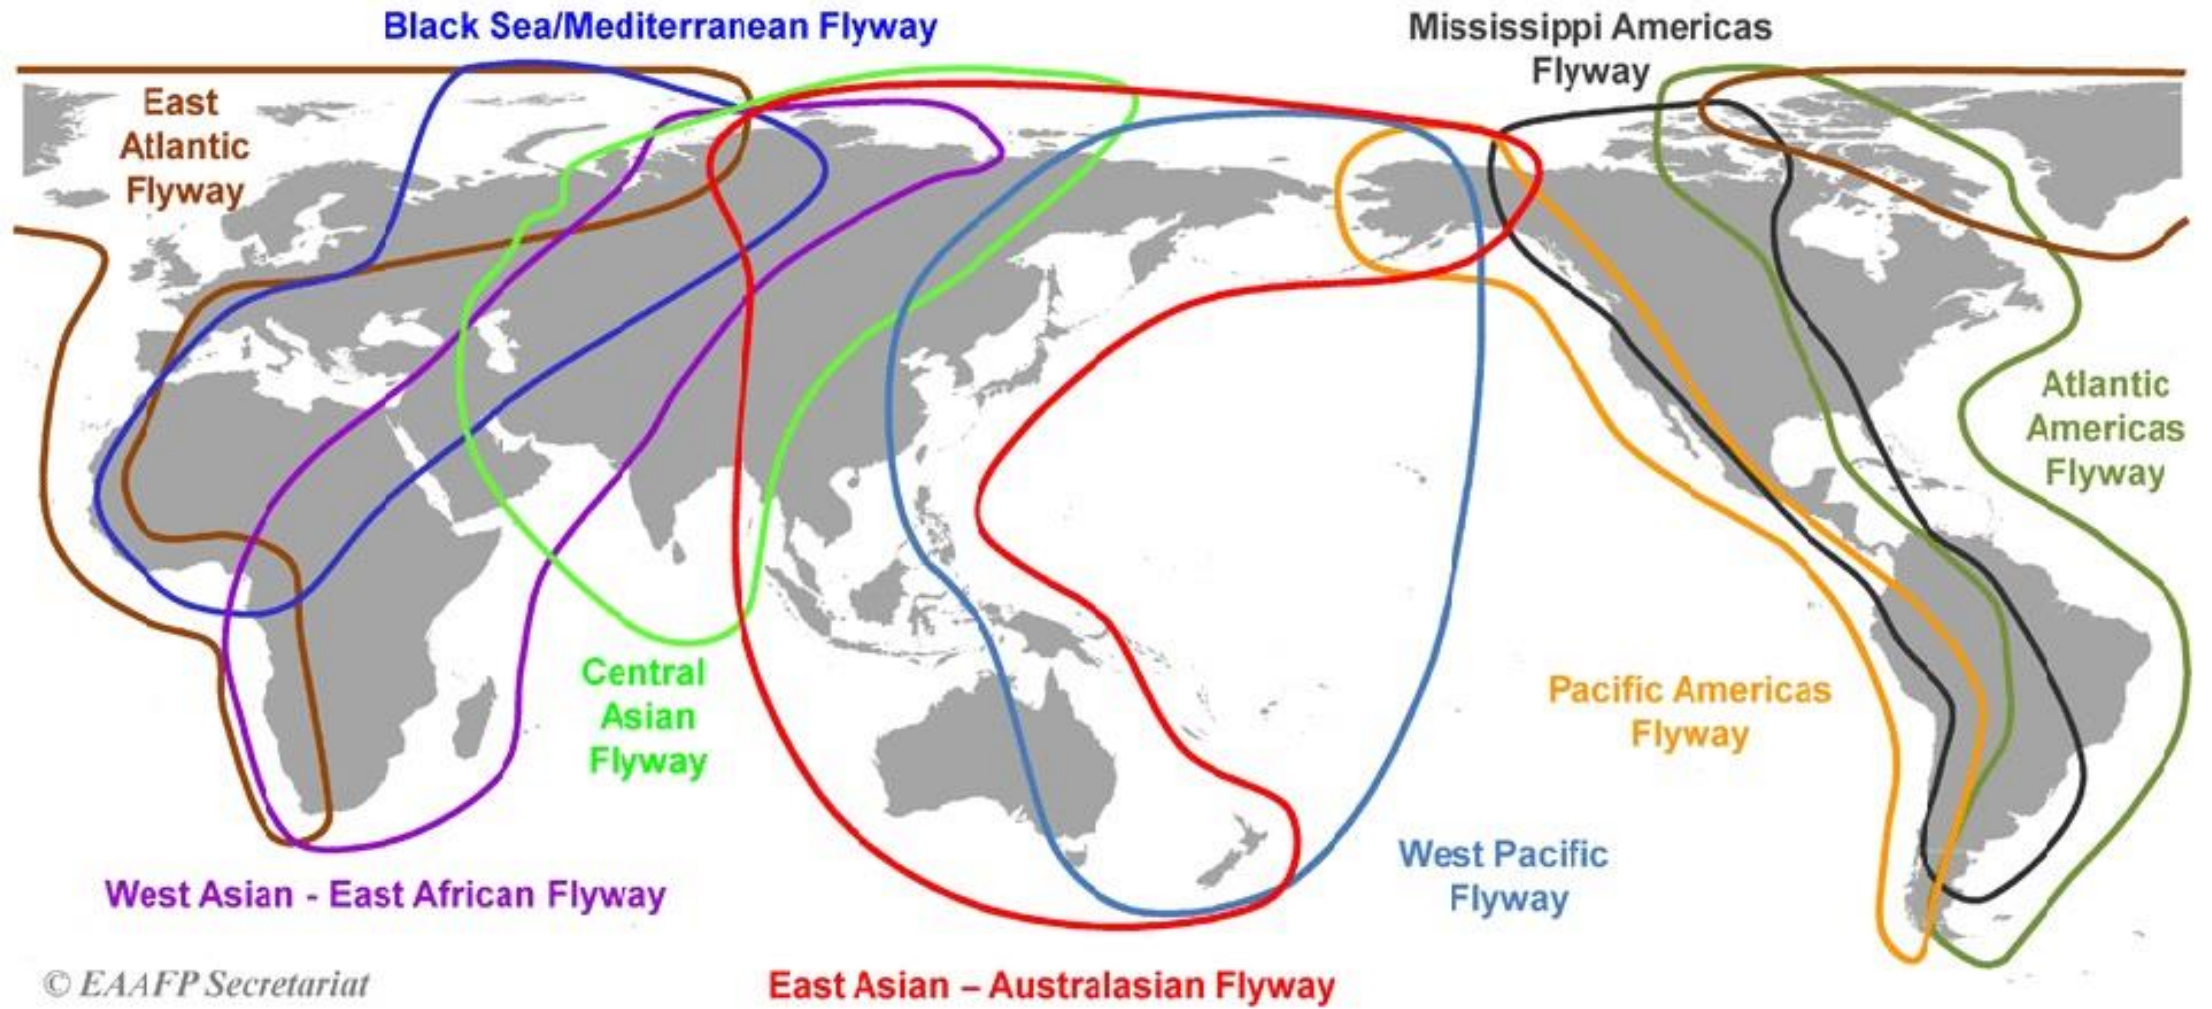 Black Sea/Mediterranean Flyway
Mississippi Americas
Flyway
East
Atlantic
Flyway
Atlantic
Americas
Flyway
Central
Asian
Flyway
Pacific Americas
Flyway
West Pacific
Flyway
West Asian - East African Flyway
© EAAFP Secretariat
East Asian – Australasian Flyway